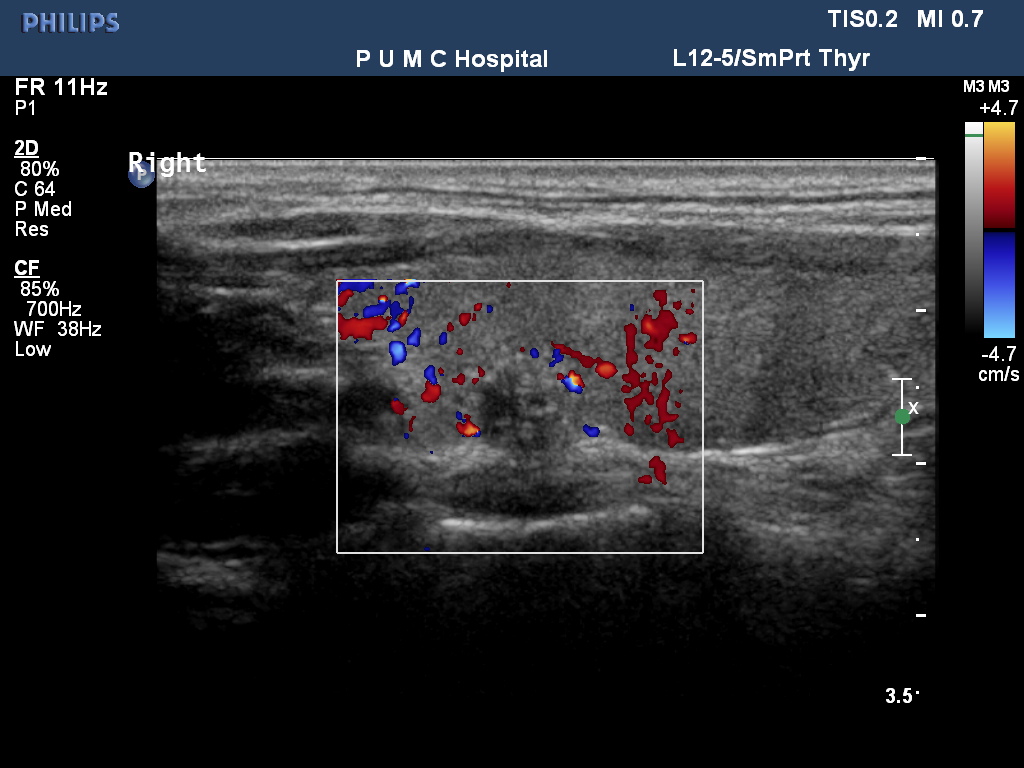 PHILIPS
TIS0.2 MI 0.7
P U M C Hospital
L12-5/SmPrt Thyr
FR 11Hz
P1
2D
80%
C 64
P Med
Res
CF
85%
700Hz
WF 38Hz
Low
Right
P
M3 M3
+4.7
-4.7
cm/s
x
3.5